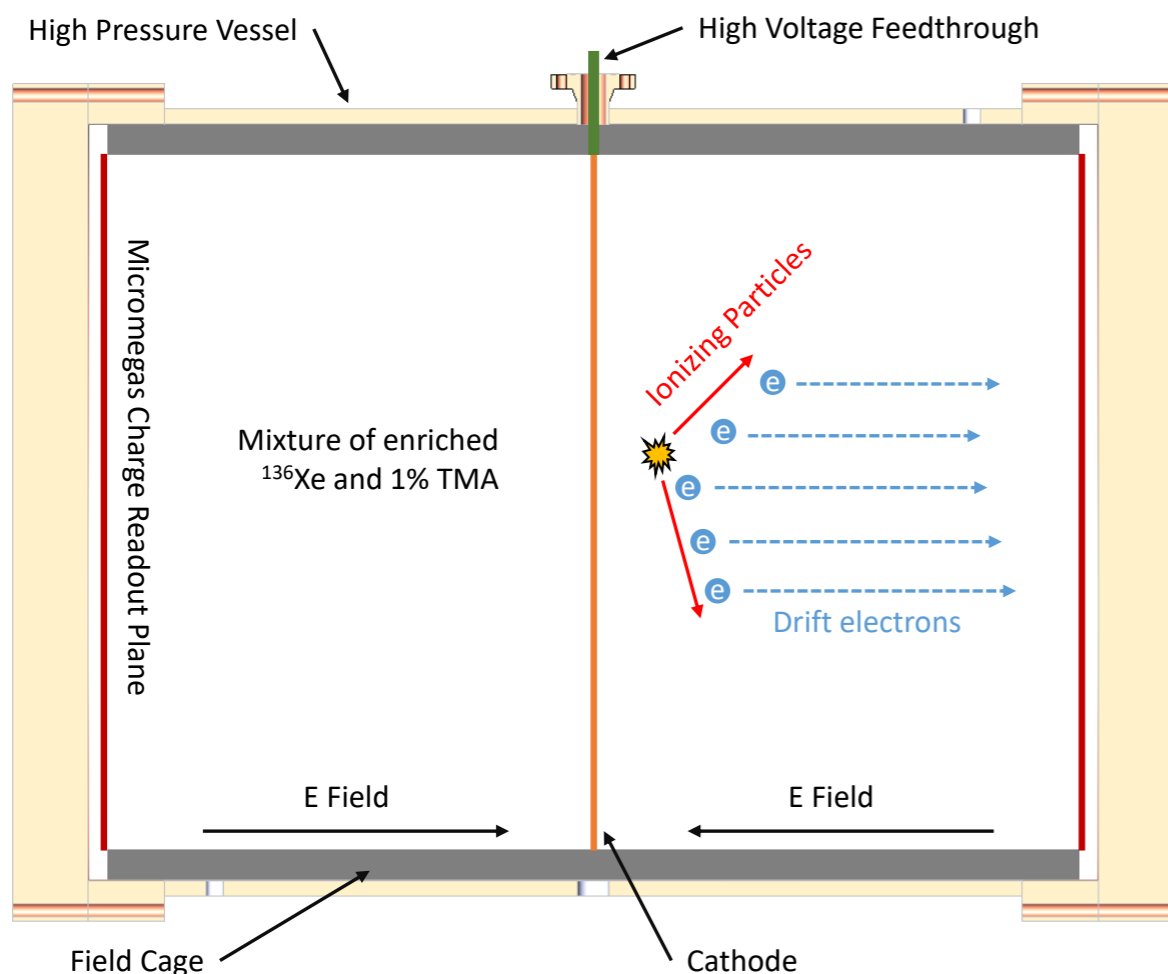 High Pressure Vessel
High Voltage Feedthrough
Micromegas Charge Readout Plane
Mixture of enriched
¹³⁶Xe and 1% TMA
Ionizing Particles
e
e
e
e
e
Drift electrons
E Field
E Field
Field Cage
Cathode